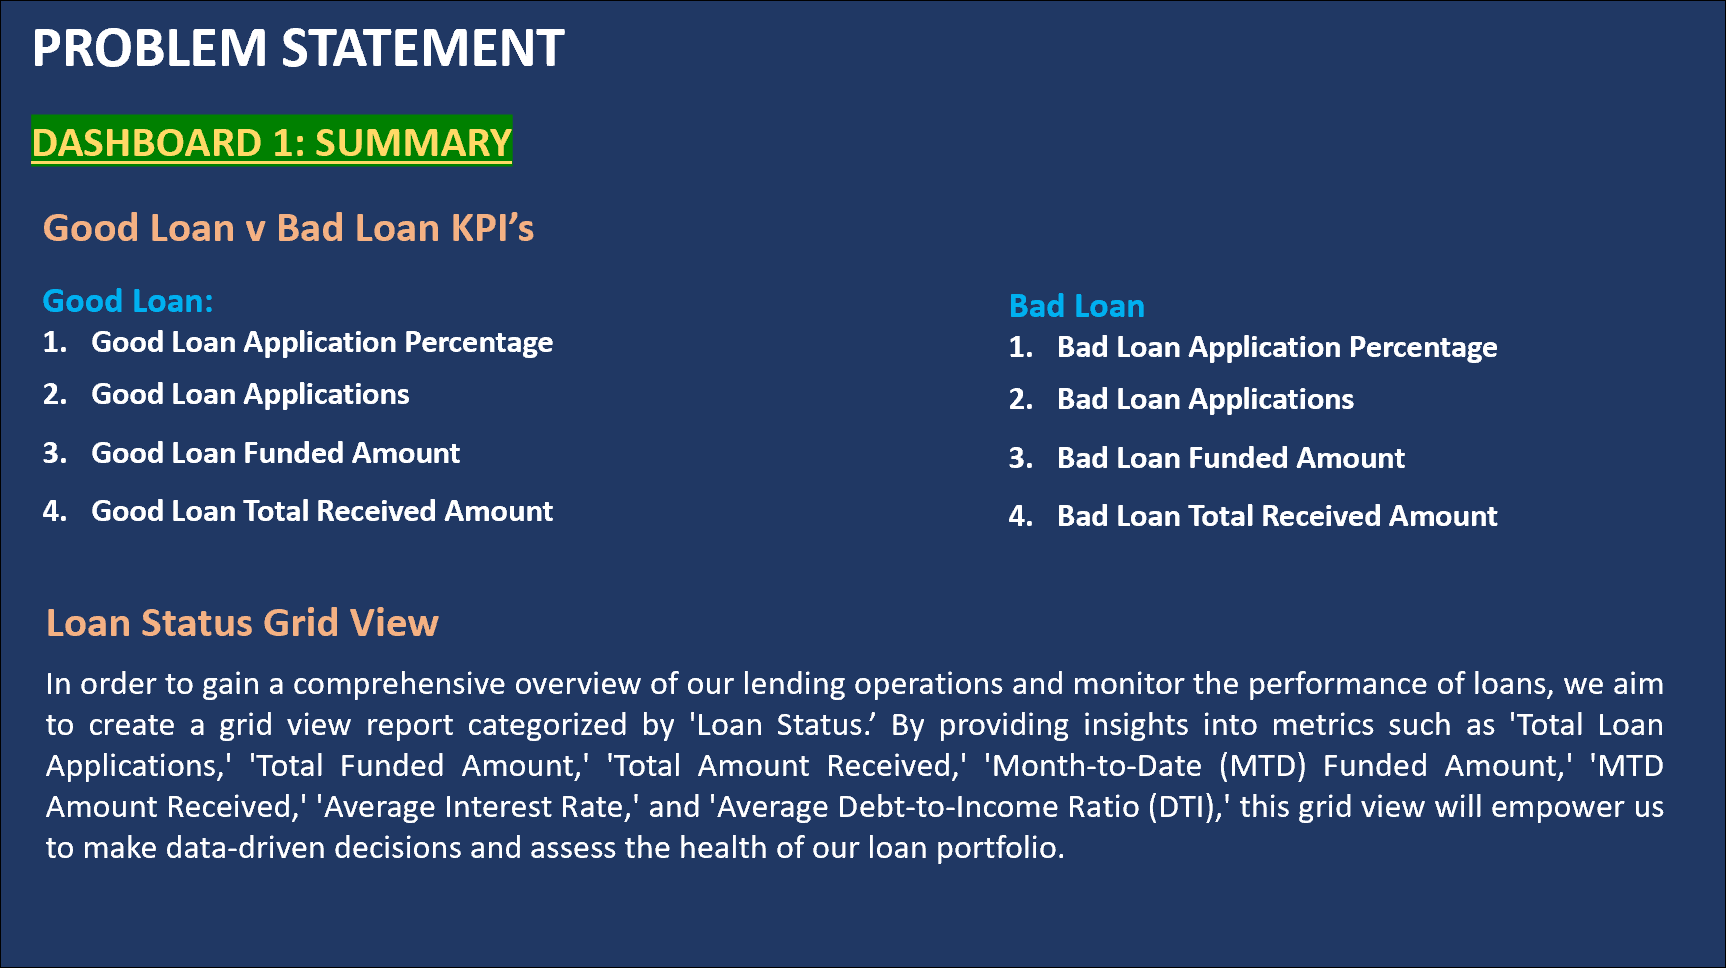 PROBLEM STATEMENT
DASHBOARD 1: SUMMARY
Good Loan v Bad Loan KPI’s
Good Loan:
1. Good Loan Application Percentage
2. Good Loan Applications
3. Good Loan Funded Amount
4. Good Loan Total Received Amount
Bad Loan
1. Bad Loan Application Percentage
2. Bad Loan Applications
3. Bad Loan Funded Amount
4. Bad Loan Total Received Amount
Loan Status Grid View
In order to gain a comprehensive overview of our lending operations and monitor the performance of loans, we aim
to create a grid view report categorized by 'Loan Status.’ By providing insights into metrics such as 'Total Loan
Applications,' 'Total Funded Amount,' 'Total Amount Received,' 'Month-to-Date (MTD) Funded Amount,' 'MTD
Amount Received,' 'Average Interest Rate,' and 'Average Debt-to-Income Ratio (DTI),' this grid view will empower us
to make data-driven decisions and assess the health of our loan portfolio.